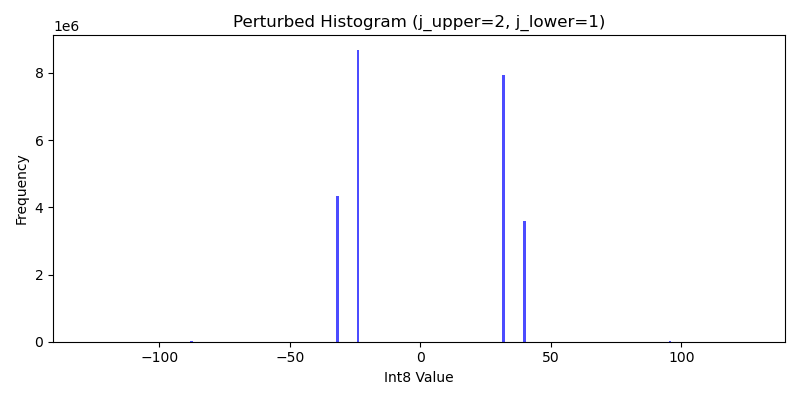 Perturbed Histogram (j_upper=2, j_lower=1)
1e6
8
6
4
2
0
Frequency
−100
−50
0
50
100
Int8 Value